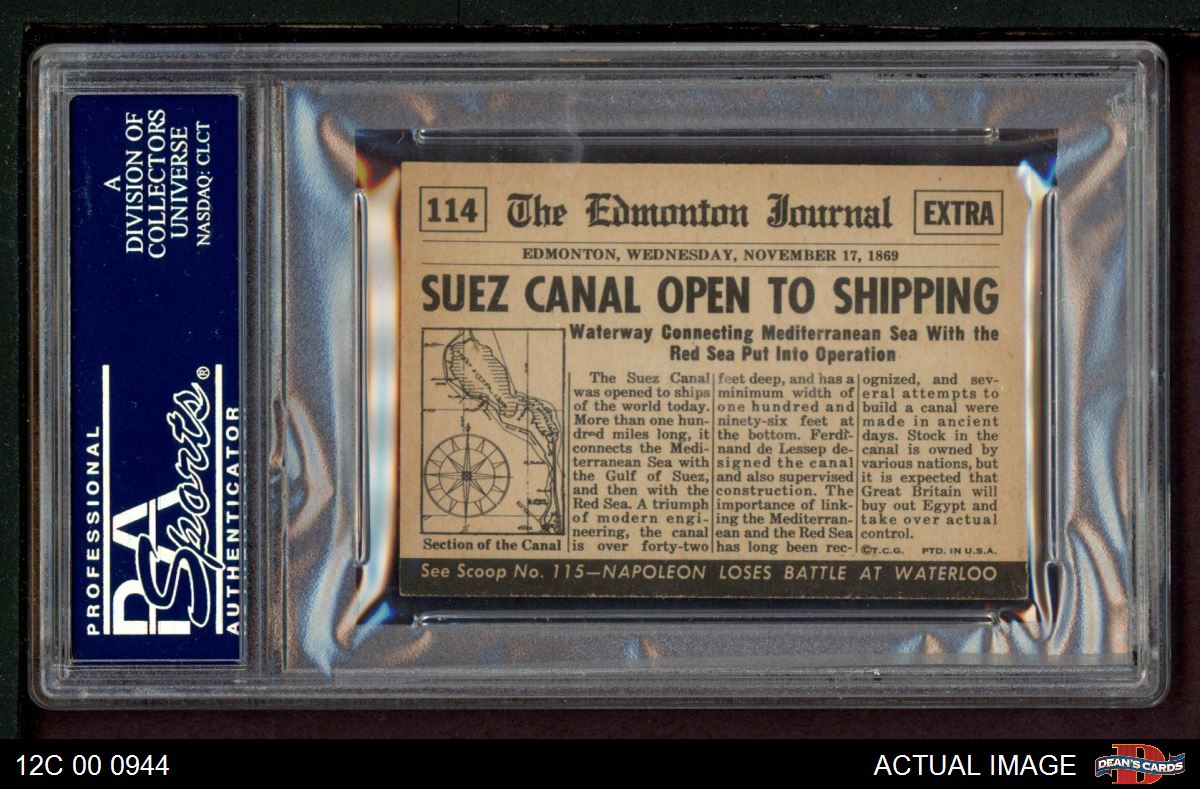 A
DIVISION OF
COLLECTORS
UNIVERSE
NASDAQ: CLCT
PROFESSIONAL
PSA
Sports®
AUTHENTICATOR
114 The Edmonton Journal EXTRA
EDMONTON, WEDNESDAY, NOVEMBER 17, 1869
SUEZ CANAL OPEN TO SHIPPING
Waterway Connecting Mediterranean Sea With the
Red Sea Put Into Operation
Section of the Canal
The Suez Canal
was opened to ships
of the world today.
More than one hun-
dred miles long, it
connects the Medi-
terranean Sea with
the Gulf of Suez,
and then with the
Red Sea. A triumph
of modern engi-
neering, the canal
is over forty-two
feet deep, and has a
minimum width of
one hundred and
ninety-six feet at
the bottom. Ferdi-
nand de Lessep de-
signed the canal
and also supervised
construction. The
importance of link-
ing the Mediterran-
ean and the Red Sea
has long been rec-
ognized, and sev-
eral attempts to
build a canal were
made in ancient
days. Stock in the
canal is owned by
various nations, but
it is expected that
Great Britain will
buy out Egypt and
take over actual
control.
©T.C.G. PTD. IN U.S.A.
See Scoop No. 115—NAPOLEON LOSES BATTLE AT WATERLOO
12C 00 0944
ACTUAL IMAGE
DEAN'S CARDS